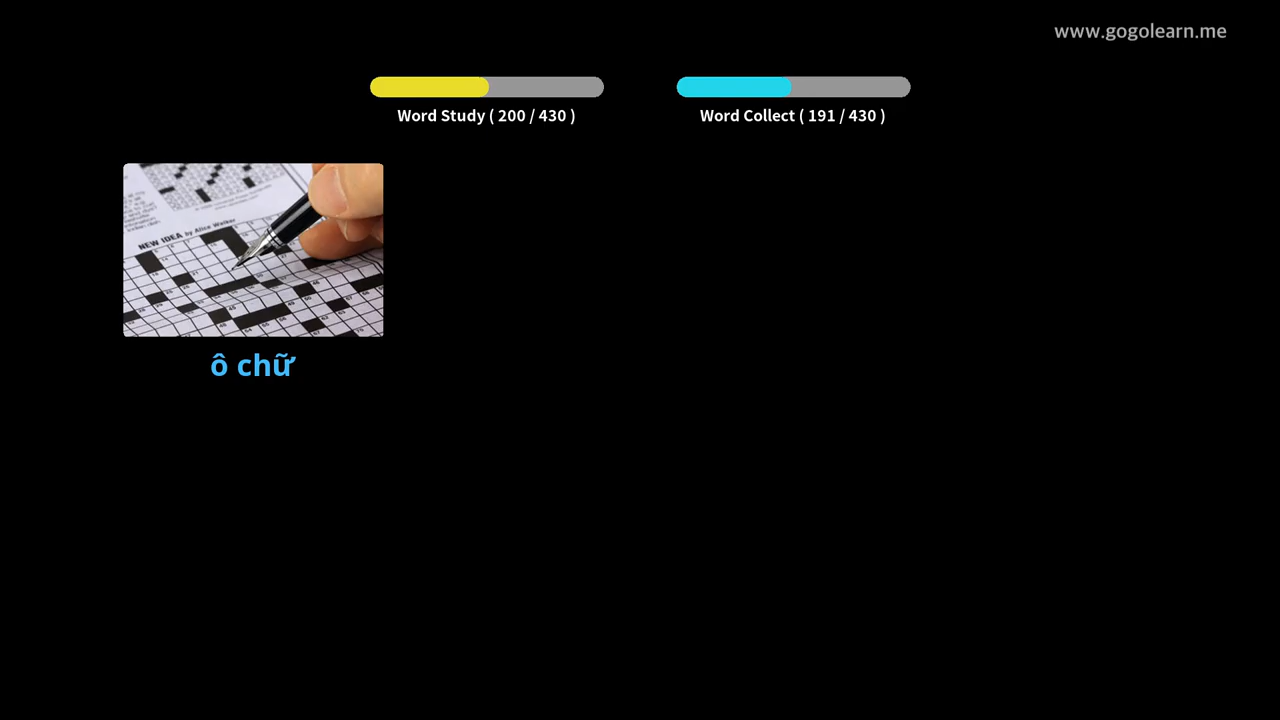 www.gogolearn.me
Word Study ( 200 / 430 )
Word Collect ( 191 / 430 )
NEW IDEA by Alice Walker
ô chữ